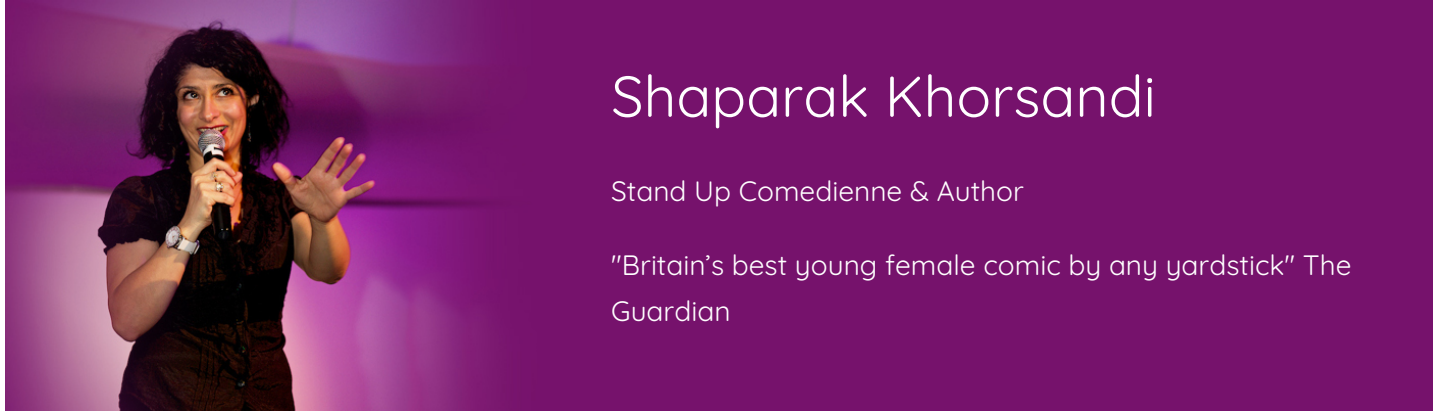 Shaparak Khorsandi
Stand Up Comedienne & Author
"Britain’s best young female comic by any yardstick" The
Guardian